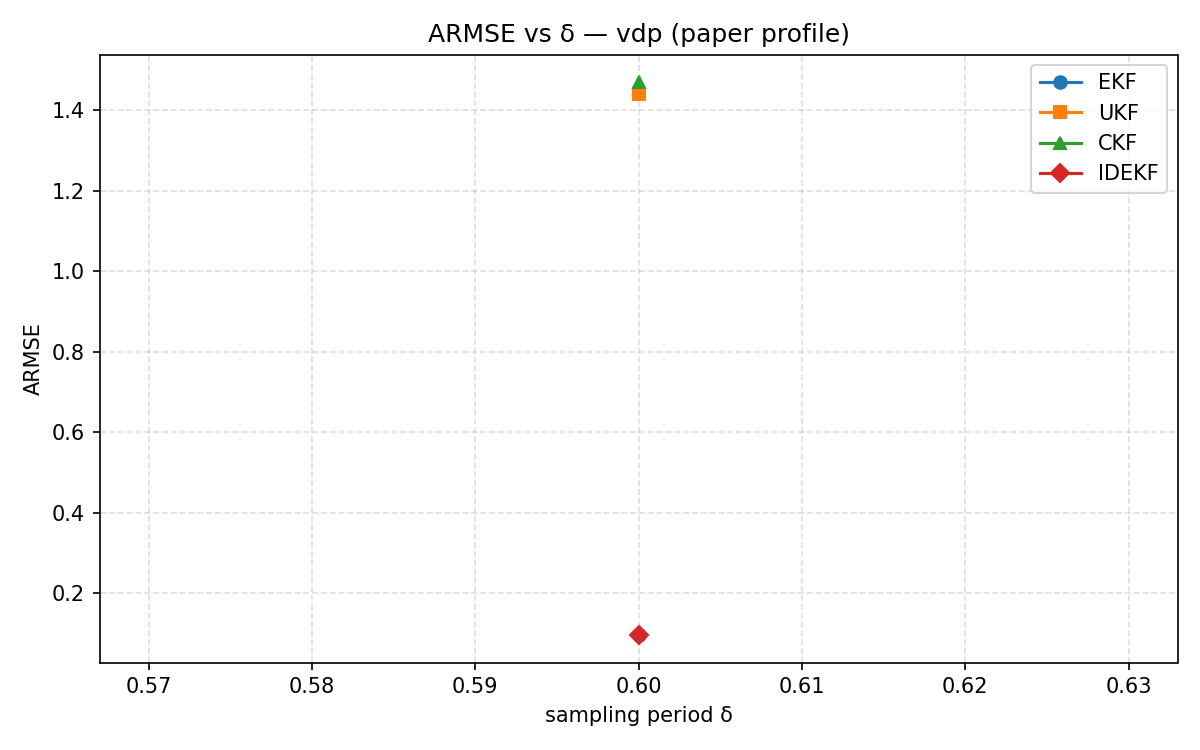 ARMSE vs δ — vdp (paper profile)
EKF
UKF
CKF
IDEKF
ARMSE
1.4
1.2
1.0
0.8
0.6
0.4
0.2
0.57 0.58 0.59 0.60 0.61 0.62 0.63
sampling period δ